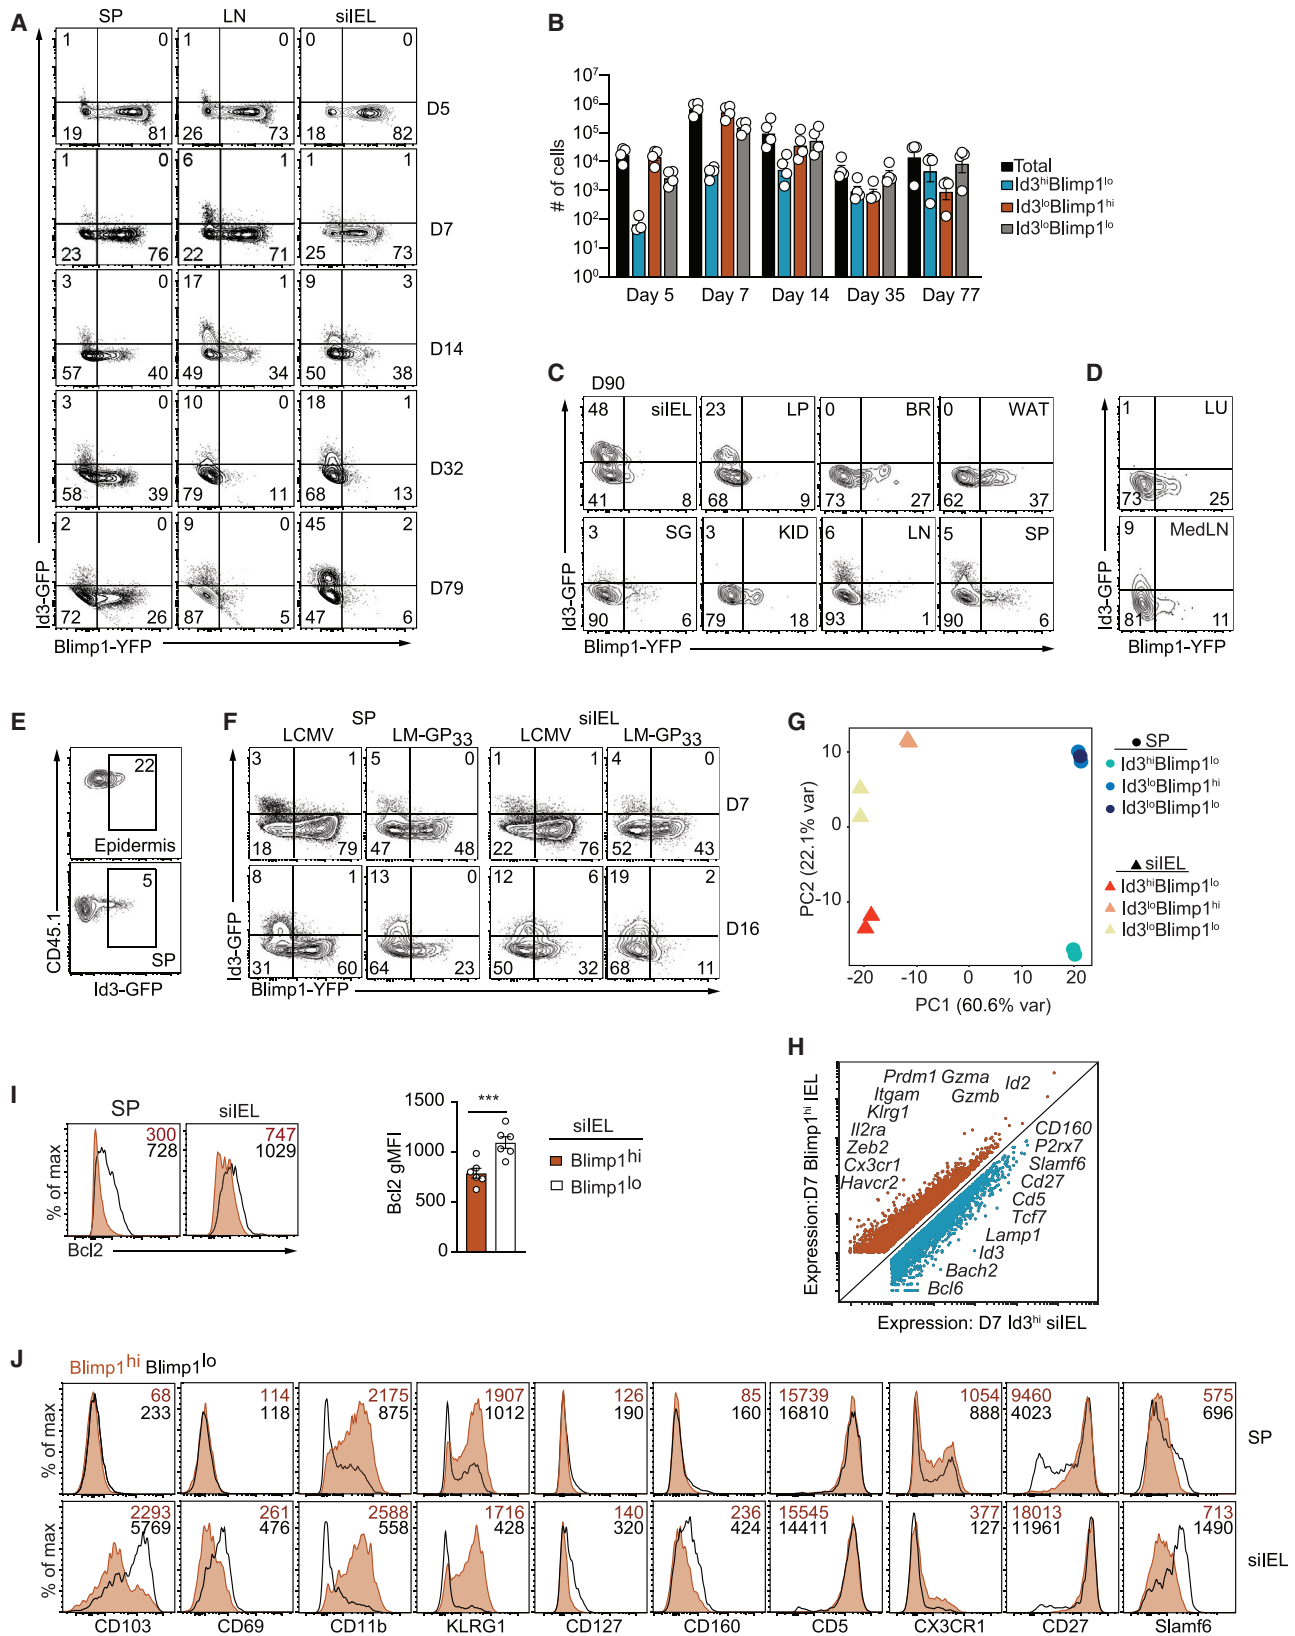 A
SP LN siIEL
1 0 1 0 0 0
19 81 26 73 18 82
D5
1 0 6 1 1 1
23 76 22 71 25 73
D7
3 0 17 1 9 3
57 40 49 34 50 38
D14
3 0 10 0 18 1
58 39 79 11 68 13
D32
2 0 9 0 45 2
72 26 87 5 47 6
D79
Id3-GFP
Blimp1-YFP
B
# of cells
10⁷
10⁶
10⁵
10⁴
10³
10²
10¹
10⁰
Day 5 Day 7 Day 14 Day 35 Day 77
Total
Id3ʰⁱBlimp1ˡᵒ
Id3ˡᵒBlimp1ʰⁱ
Id3ˡᵒBlimp1ˡᵒ
C
D90
48 siIEL 23 LP 0 BR 0 WAT
41 8 68 9 73 27 62 37
3 SG 3 KID 6 LN 5 SP
90 6 79 18 93 1 90 6
Id3-GFP
Blimp1-YFP
D
1 LU
73 25
9 MedLN
81 11
Id3-GFP
Blimp1-YFP
E
22
Epidermis
5
SP
CD45.1
Id3-GFP
F
SP siIEL
LCMV LM-GP₃₃ LCMV LM-GP₃₃
3 1 5 0 1 1 4 0
18 79 47 48 22 76 52 43
D7
8 1 13 0 12 6 19 2
31 60 64 23 50 32 68 11
D16
Id3-GFP
Blimp1-YFP
G
PC2 (22.1% var)
10
0
-10
-20 -10 0 10 20
PC1 (60.6% var)
SP
Id3ʰⁱBlimp1ˡᵒ
Id3ˡᵒBlimp1ʰⁱ
Id3ˡᵒBlimp1ˡᵒ
siIEL
Id3ʰⁱBlimp1ˡᵒ
Id3ˡᵒBlimp1ʰⁱ
Id3ˡᵒBlimp1ˡᵒ
H
Expression:D7 Blimp1ʰⁱ IEL
Prdm1 Gzma Id2
Itgam Gzmb
Klrg1
Il2ra
Zeb2
Cx3cr1
Havcr2
CD160
P2rx7
Slamf6
Cd27
Cd5
Tcf7
Lamp1
Id3
Bach2
Bcl6
Expression: D7 Id3ʰⁱ siIEL
I
SP siIEL
300 747
728 1029
% of max
Bcl2
Bcl2 gMFI
1500
1000
500
0
***
siIEL
Blimp1ʰⁱ
Blimp1ˡᵒ
J
Blimp1ʰⁱ Blimp1ˡᵒ
% of max
68 114 2175 1907 126 85 15739 1054 9460 575
233 118 875 1012 190 160 16810 888 4023 696
SP
% of max
2293 261 2588 1716 140 236 15545 377 18013 713
5769 476 558 428 320 424 14411 127 11961 1490
siIEL
CD103 CD69 CD11b KLRG1 CD127 CD160 CD5 CX3CR1 CD27 Slamf6